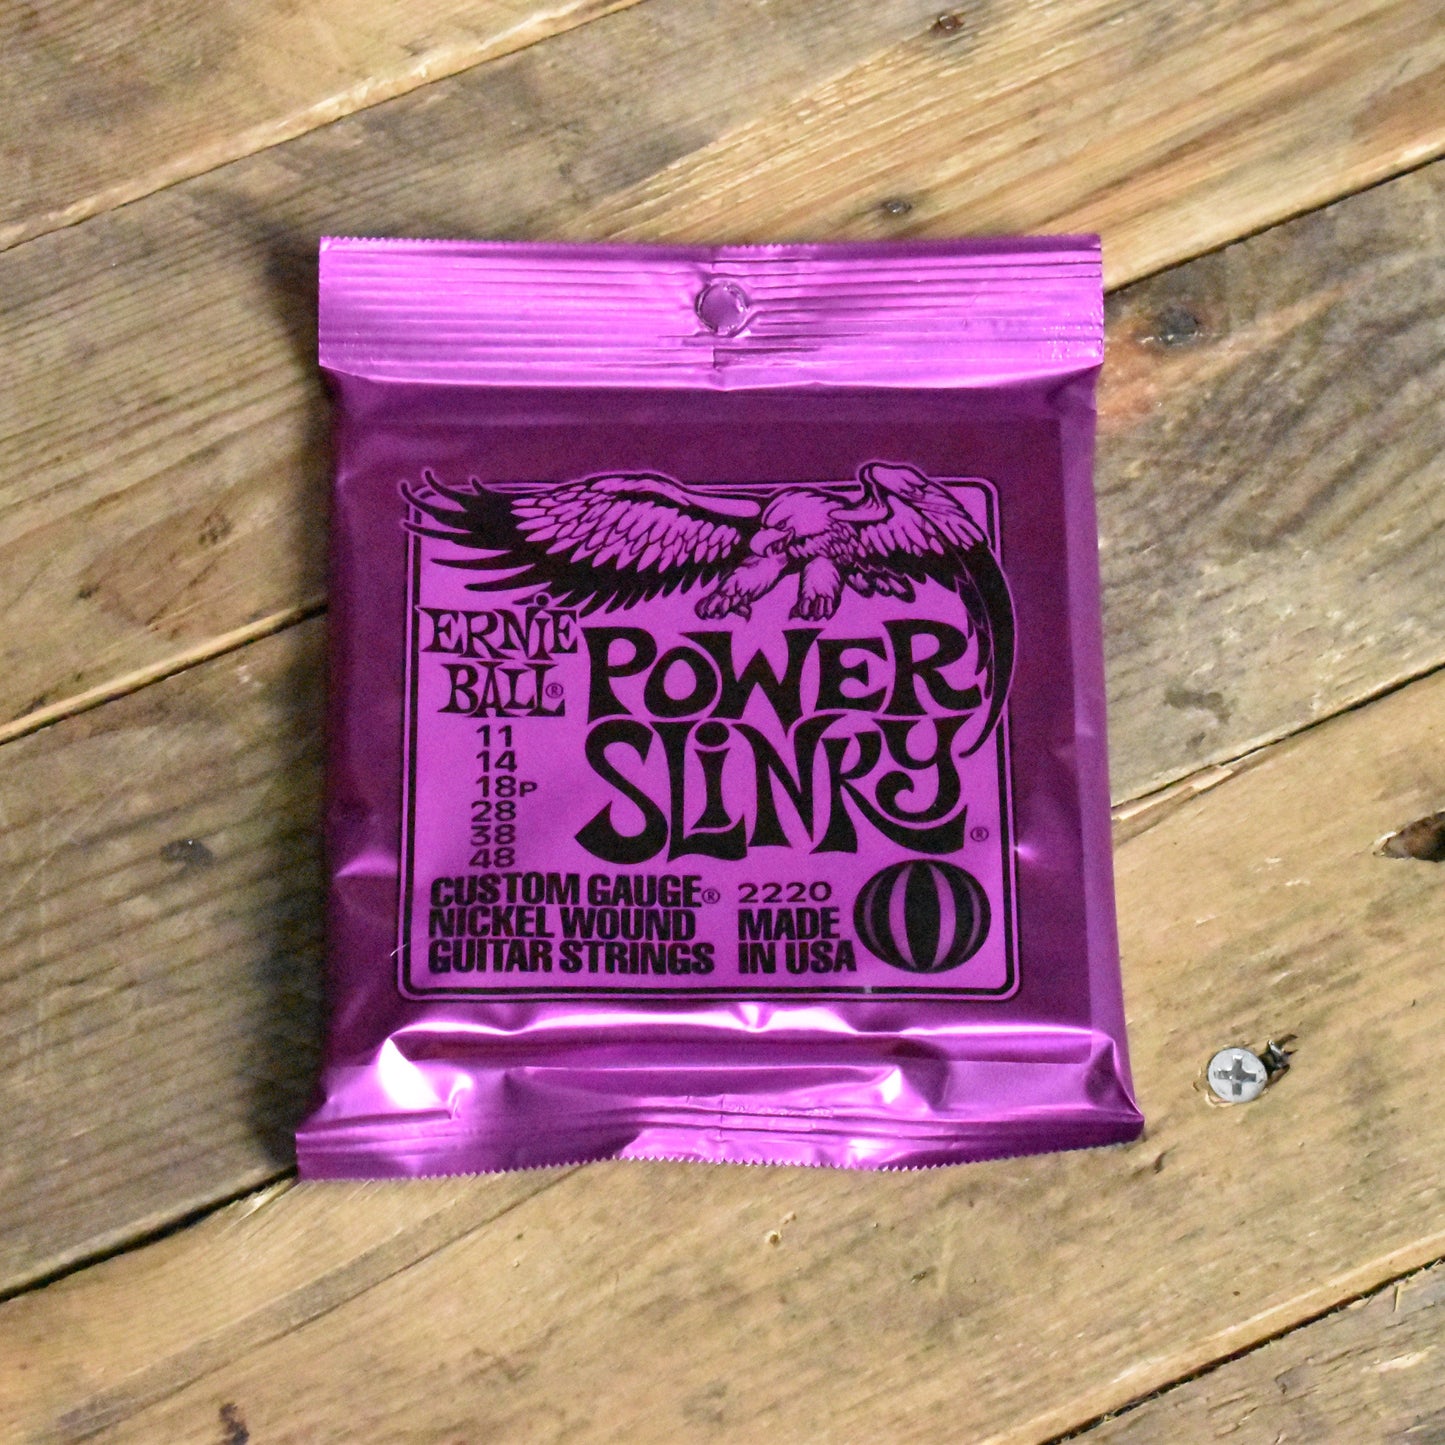 ERNiE
BALL®
POWER
SLiNKY®
11
14
18P
28
38
48
CUSTOM GAUGE®
NICKEL WOUND
GUITAR STRINGS
2220
MADE
IN USA